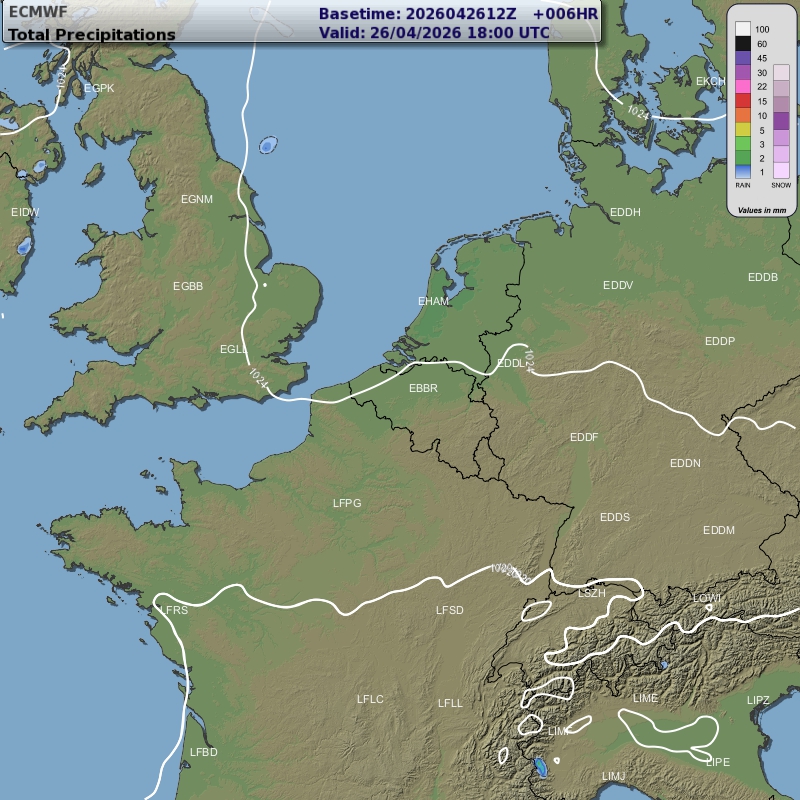 ECMWF
Total Precipitations
Basetime: 2026042612Z +006HR
Valid: 26/04/2026 18:00 UTC
100
60
45
30
22
15
10
5
3
2
1
RAIN SNOW
Values in mm
1024
EGPK
EKCH
1024
EGNM
EIDW
EDDH
EGBB
EDDV
EDDB
EHAM
EGLL
EDDP
1024
EDDL
1024
EBBR
EDDF
EDDN
LFPG
EDDS
EDDM
1020
LFRS
LFSD
LSZH
LOWI
LFLC
LFLL
LIME
LIPZ
LFBD
LIMF
LIPE
LIMJ